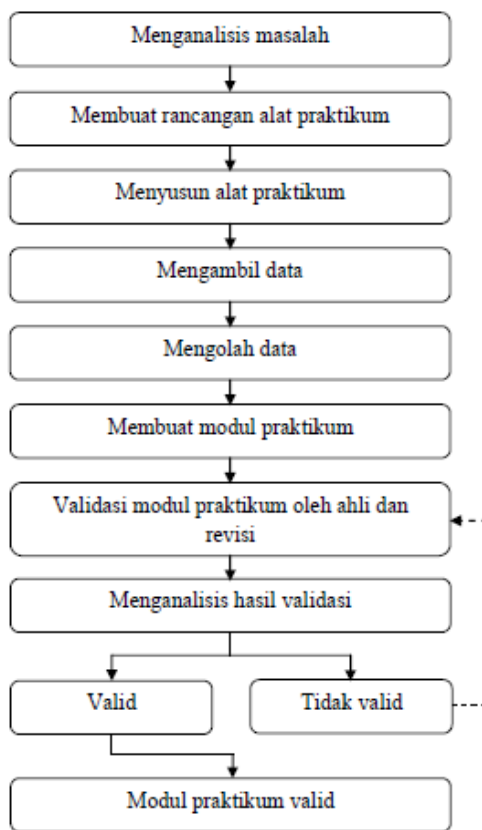 Menganalisis masalah
Membuat rancangan alat praktikum
Menyusun alat praktikum
Mengambil data
Mengolah data
Membuat modul praktikum
Validasi modul praktikum oleh ahli dan
revisi
Menganalisis hasil validasi
Valid
Tidak valid
Modul praktikum valid